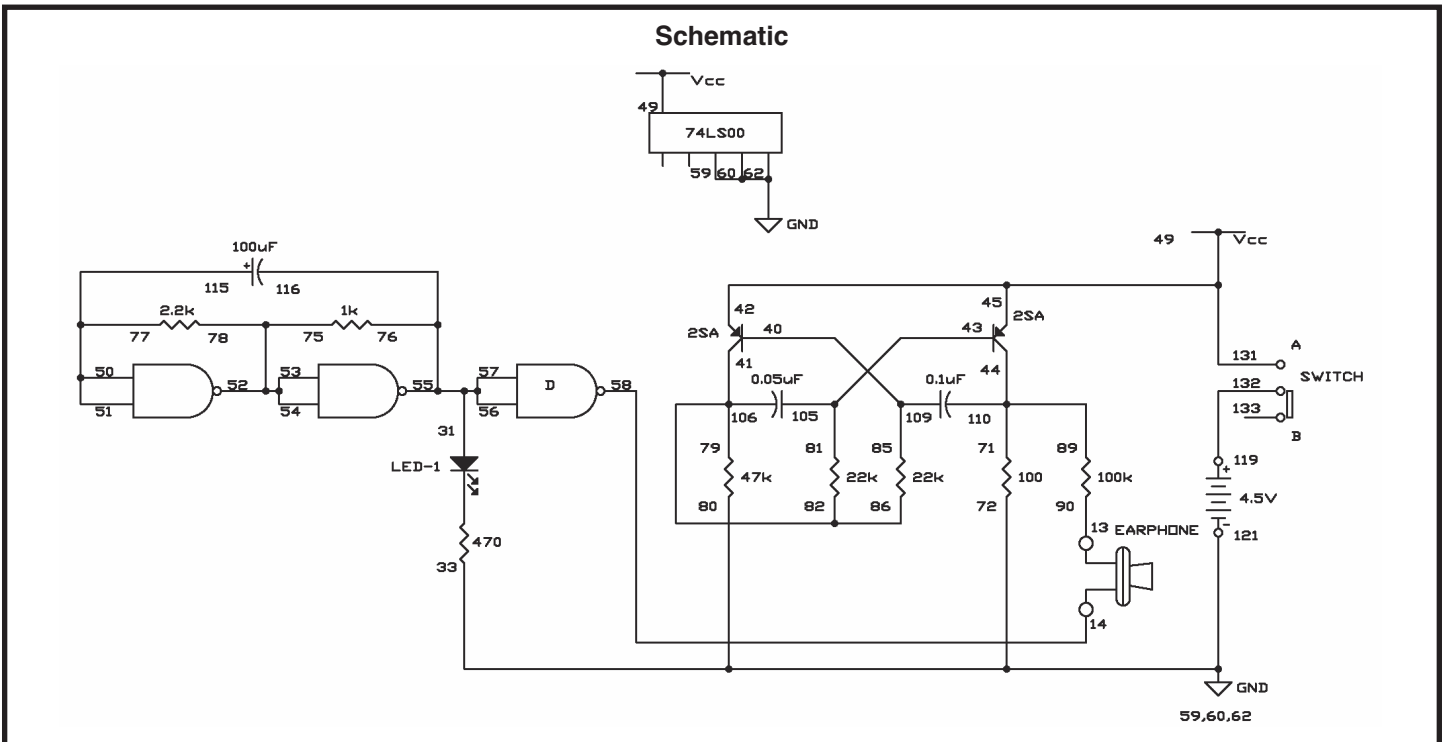 Schematic
Vcc
49
74LS00
59,60,62
GND
100uF
+
115 116
2.2k 1k
77 78 75 76
50 51 52
53 54 55
57 56 D 58
31
LED-1
470
33
49 Vcc
42 45
2SA 40 43 2SA
41 44
0.05uF 0.1uF
106 105 109 110
79 81 85 71 89
47k 22k 22k 100 100k
80 82 86 72 90
13 EARPHONE
14
131 A
132 SWITCH
133
B
119
+
4.5V
-
121
GND
59,60,62